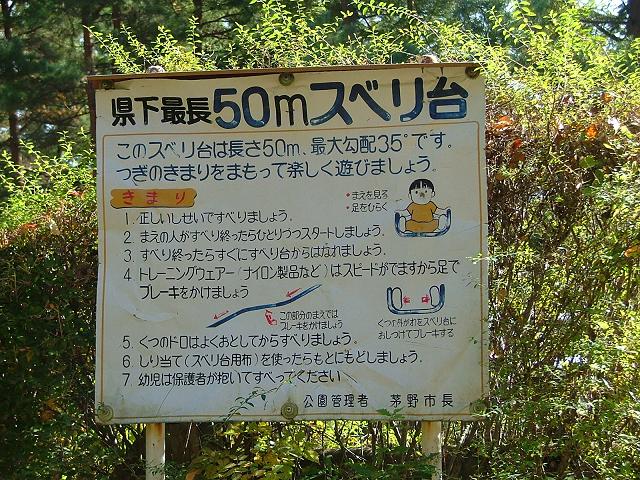 県下最長50mスベリ台
このスベリ台は長さ50m、最大勾配35°です。
つぎのきまりをまもって楽しく遊びましょう。
きまり
• まえを見る
• 足をひらく
1. 正しいしせいですべりましょう.
2. まえの人がすべり終ったらひとりづつスタートしましょう.
3. すべり終ったらすぐにスベリ台からはなれましょう.
4. トレーニングウェアー(ナイロン製品など)はスピードがでますから足で
ブレーキをかけましょう
この部分のまえでは
ブレーキをかけましょう
くつの外がわをスベリ台に
おしつけてブレーキする
5. くつのドロはよくおとしてからすべりましょう.
6. しり当て(スベリ台用布)を使ったらもとにもどしましょう.
7. 幼児は保護者が抱いてすべってください
公園管理者 茅野市長